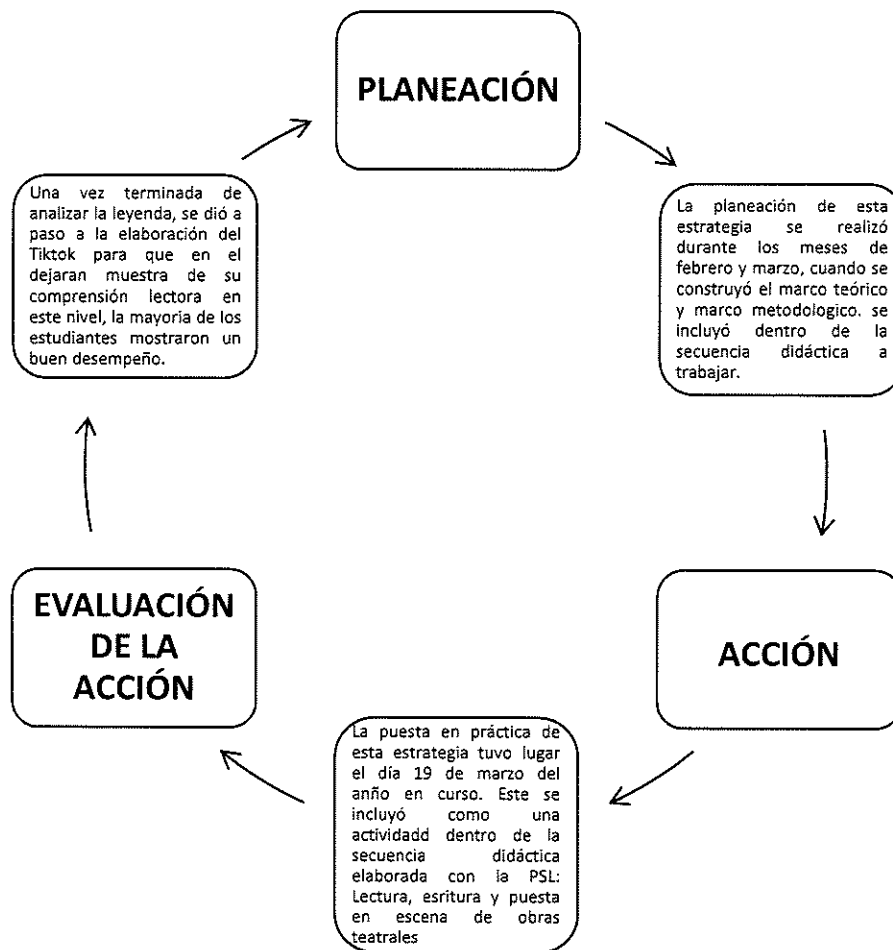 PLANEACIÓN
La planeación de esta
estrategia se realizó
durante los meses de
febrero y marzo, cuando se
construyó el marco teórico
y marco metodologico. se
incluyó dentro de la
secuencia didáctica a
trabajar.
ACCIÓN
La puesta en práctica de
esta estrategia tuvo lugar
el día 19 de marzo del
anño en curso. Este se
incluyó como una
actividadd dentro de la
secuencia didáctica
elaborada con la PSL:
Lectura, esritura y puesta
en escena de obras
teatrales
EVALUACIÓN
DE LA
ACCIÓN
Una vez terminada de
analizar la leyenda, se dió a
paso a la elaboración del
Tiktok para que en el
dejaran muestra de su
comprensión lectora en
este nivel, la mayoria de los
estudiantes mostraron un
buen desempeño.